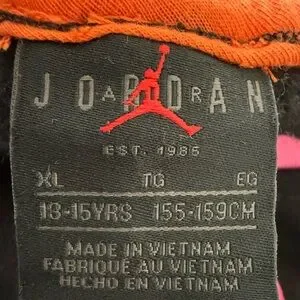 JORDAN
AIR
EST. 1985
XL TG EG
13-15YRS 155-159CM
MADE IN VIETNAM
FABRIQUÉ AU VIETNAM
HECHO EN VIETNAM